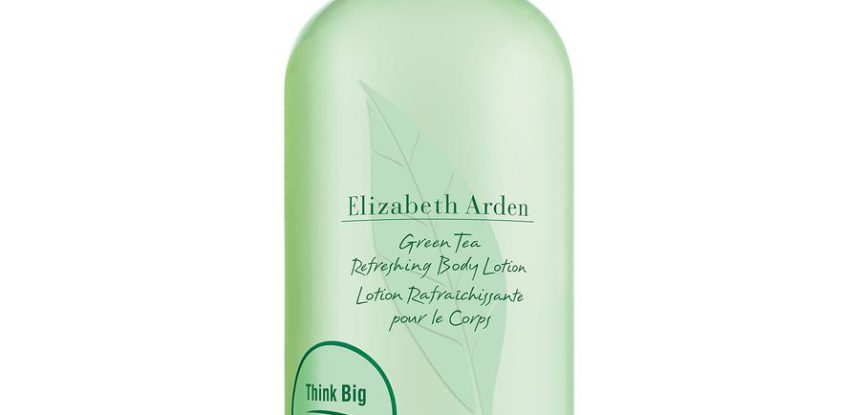 Elizabeth Arden
Green Tea
Refreshing Body Lotion
Lotion Rafraîchissante
pour le Corps
Think Big